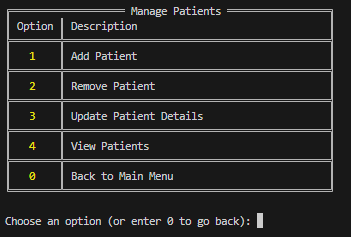 Manage Patients
Option Description
1 Add Patient
2 Remove Patient
3 Update Patient Details
4 View Patients
0 Back to Main Menu
Choose an option (or enter 0 to go back):